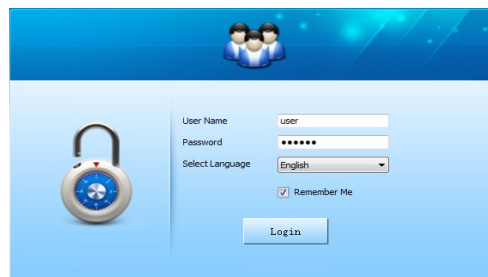 User Name user
Password ●●●●●●
Select Language English
Remember Me
Login